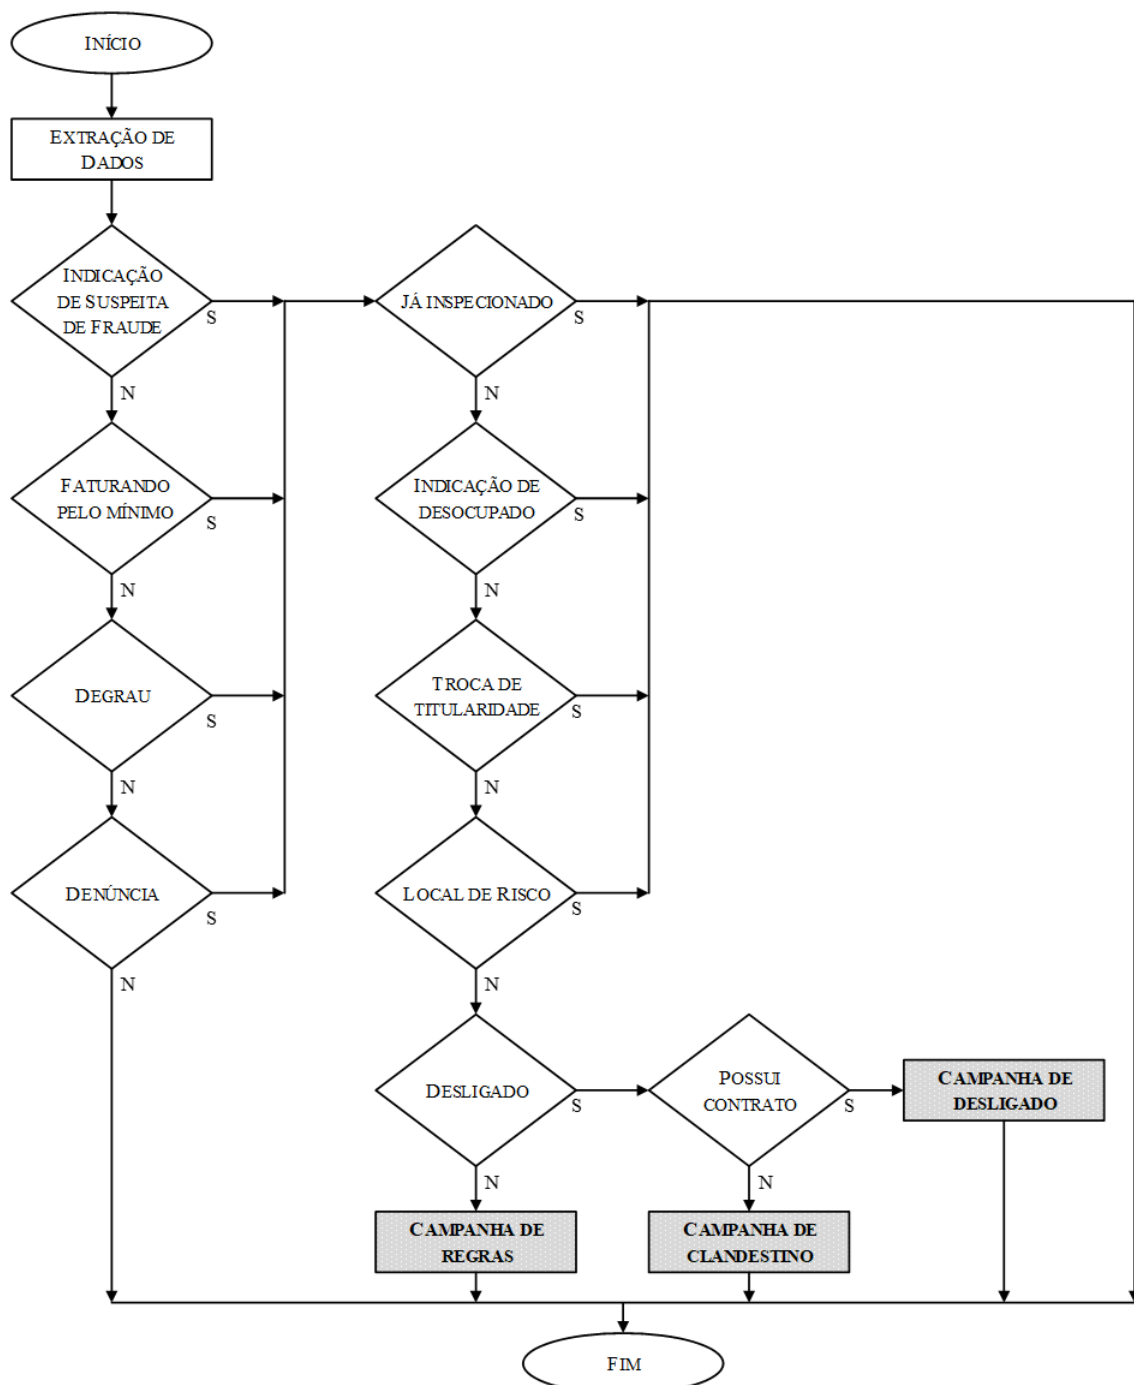 INÍCIO
EXTRAÇÃO DE
DADOS
INDICAÇÃO
DE SUSPEITA
DE FRAUDE
S
N
FATURANDO
PELO MÍNIMO
S
N
DEGRAU
S
N
DENÚNCIA
S
N
JÁ INSPECIONADO
S
N
INDICAÇÃO DE
DESOCUPADO
S
N
TROCA DE
TITULARIDADE
S
N
LOCAL DE RISCO
S
N
DESLIGADO
S
N
POSSUI
CONTRATO
S
N
CAMPANHA DE
DESLIGADO
CAMPANHA DE
REGRAS
CAMPANHA DE
CLANDESTINO
FIM